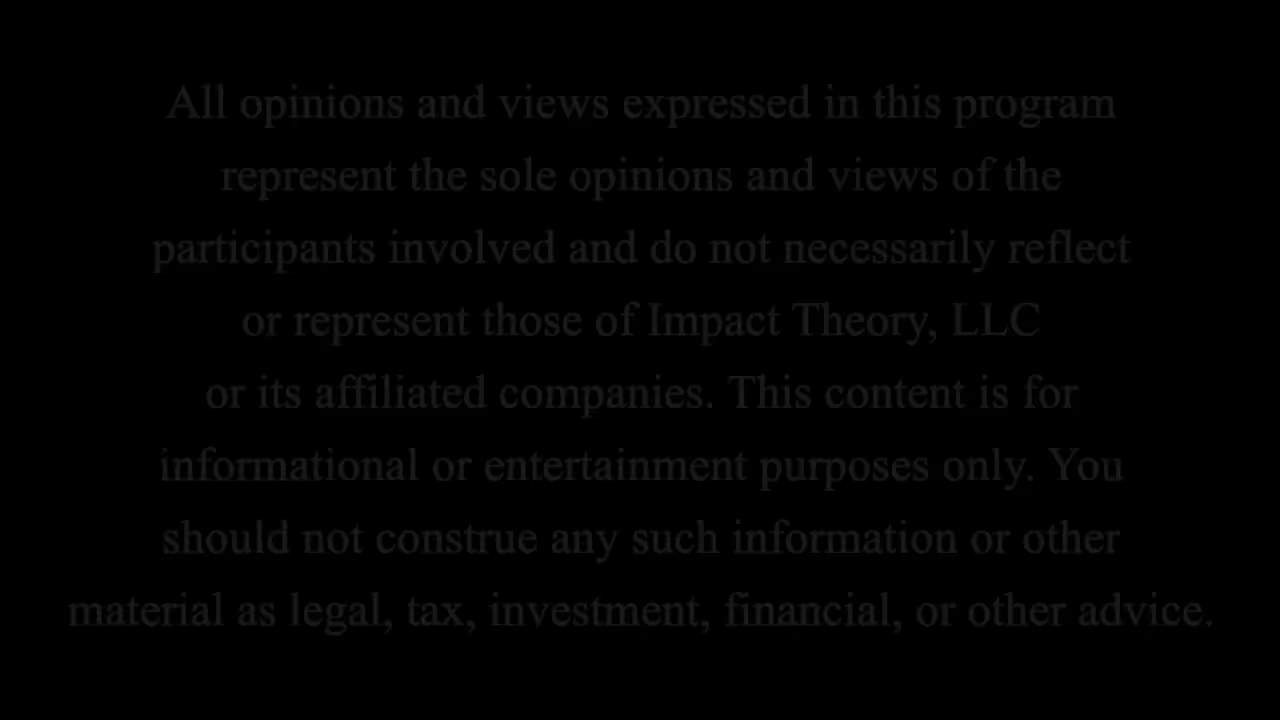 All opinions and views expressed in this program
represent the sole opinions and views of the
participants involved and do not necessarily reflect
or represent those of Impact Theory, LLC
or its affiliated companies. This content is for
informational or entertainment purposes only. You
should not construe any such information or other
material as legal, tax, investment, financial, or other advice.